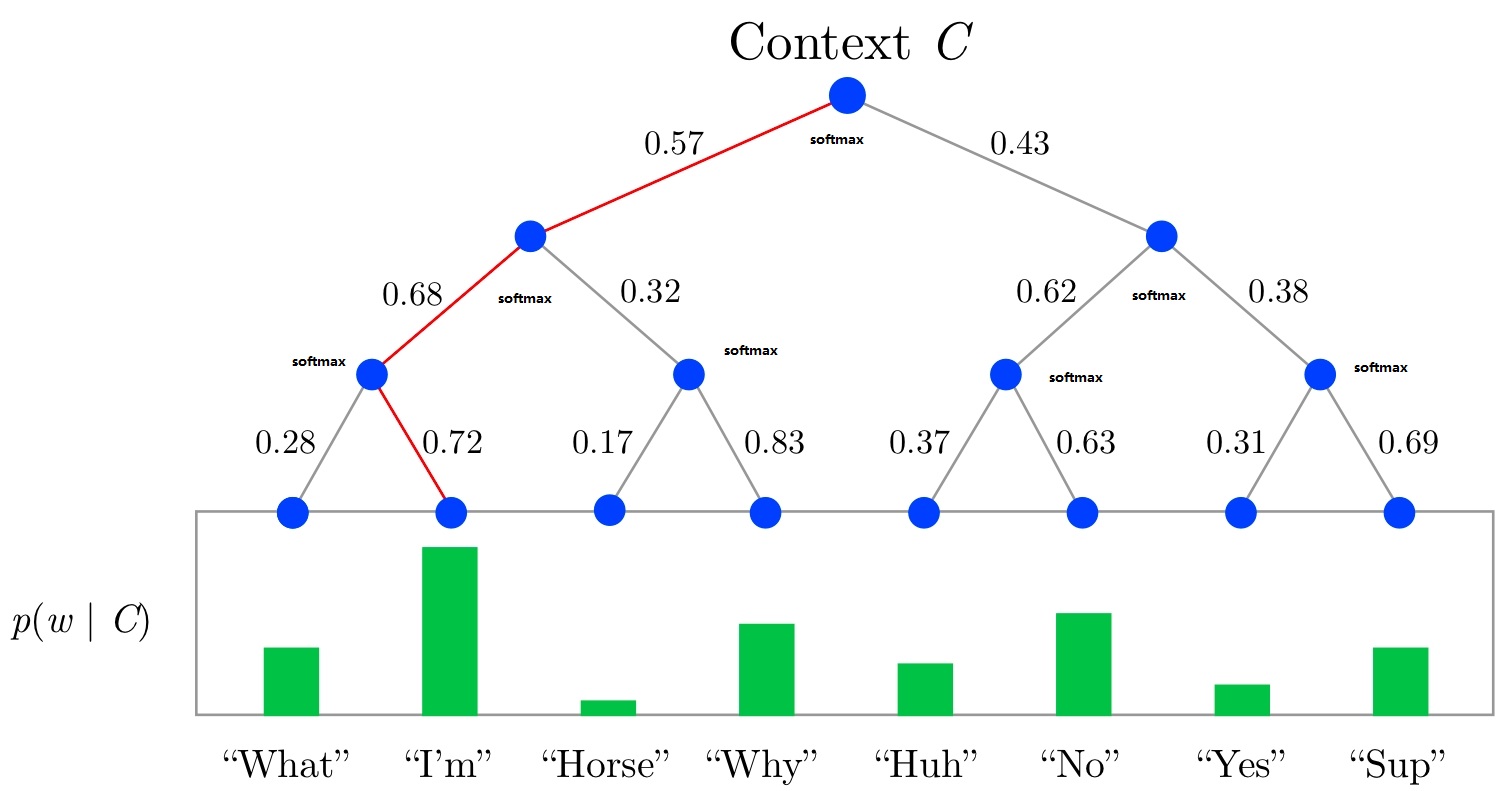 Context C
softmax
0.57 0.43
0.68 softmax 0.32 0.62 softmax 0.38
softmax softmax softmax softmax
0.28 0.72 0.17 0.83 0.37 0.63 0.31 0.69
p(w | C)
“What” “I’m” “Horse” “Why” “Huh” “No” “Yes” “Sup”